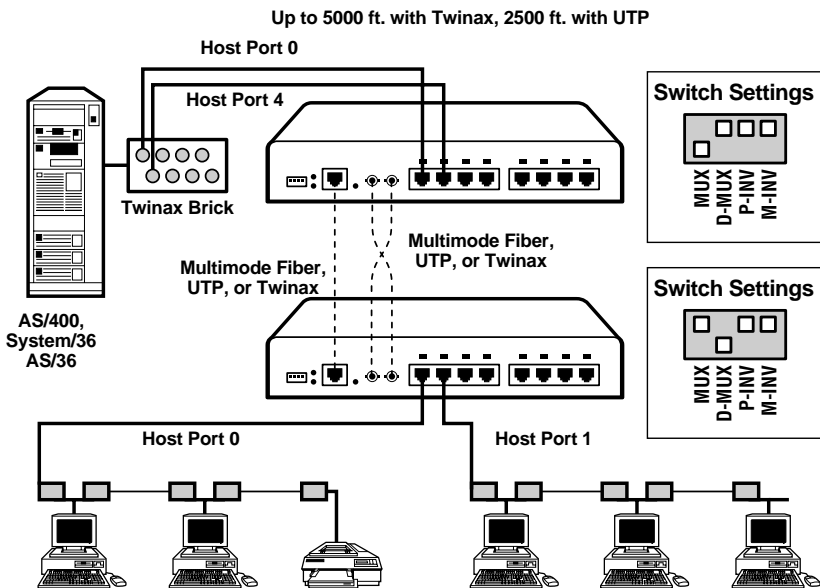 Up to 5000 ft. with Twinax, 2500 ft. with UTP
Host Port 0
Host Port 4
Twinax Brick
AS/400,
System/36
AS/36
Multimode Fiber,
UTP, or Twinax
Multimode Fiber,
UTP, or Twinax
Switch Settings
MUX
D-MUX
P-INV
M-INV
Switch Settings
MUX
D-MUX
P-INV
M-INV
Host Port 0
Host Port 1